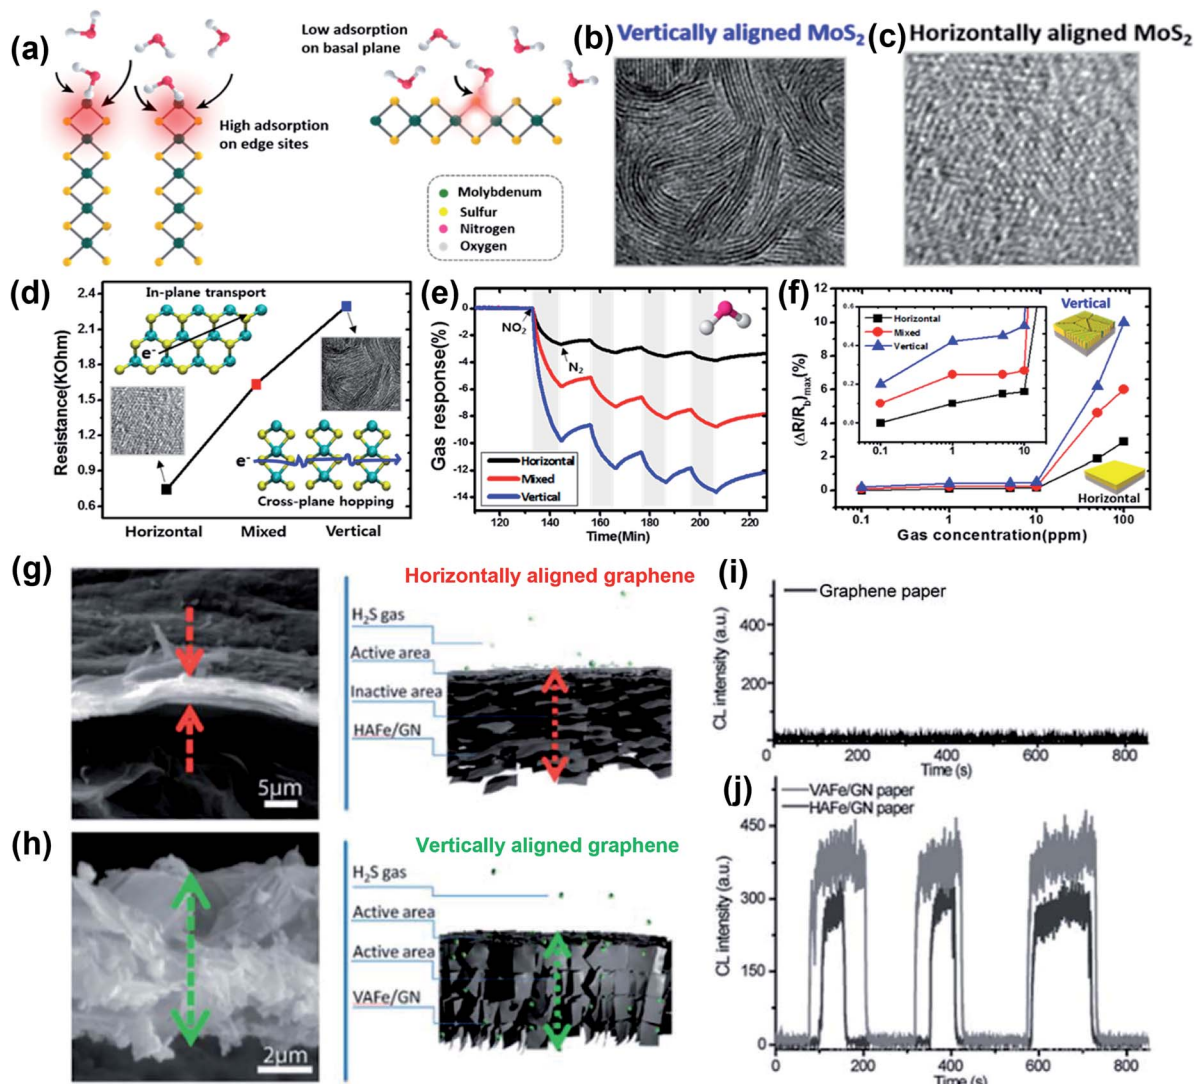 (a)
Low adsorption
on basal plane
High adsorption
on edge sites
Molybdenum
Sulfur
Nitrogen
Oxygen
(b)
Vertically aligned MoS2
(c)
Horizontally aligned MoS2
(d)
Resistance(KOhm)
2.4
2.1
1.8
1.5
1.2
0.9
0.6
In-plane transport
e-
e-
Cross-plane hopping
Horizontal
Mixed
Vertical
(e)
Gas response(%)
0
-2
-4
-6
-8
-10
-12
-14
NO2
N2
Horizontal
Mixed
Vertical
120
140
160
180
200
220
Time(Min)
(f)
(ΔR/Rb)max(%)
12
10
8
6
4
2
0
0.6
0.4
0.2
0.0
Horizontal
Mixed
Vertical
0.1
1
10
Vertical
Horizontal
0.1
1
10
100
Gas concentration(ppm)
(g)
5μm
Horizontally aligned graphene
H2S gas
Active area
Inactive area
HAFe/GN
(h)
2μm
Vertically aligned graphene
H2S gas
Active area
Active area
VAFe/GN
(i)
Graphene paper
CL intensity (a.u.)
400
200
0
200
400
600
800
Time (s)
(j)
VAFe/GN paper
HAFe/GN paper
CL intensity (a.u.)
450
300
150
0
0
200
400
600
800
Time (s)